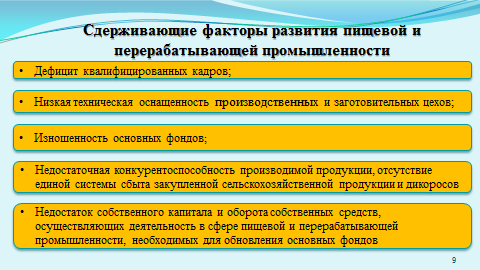 Сдерживающие факторы развития пищевой и
перерабатывающей промышленности
• Дефицит квалифицированных кадров;
• Низкая техническая оснащенность производственных и заготовительных цехов;
• Изношенность основных фондов;
• Недостаточная конкурентоспособность производимой продукции, отсутствие
единой системы сбыта закупленной сельскохозяйственной продукции и дикоросов
• Недостаток собственного капитала и оборота собственных средств,
осуществляющих деятельность в сфере пищевой и перерабатывающей
промышленности, необходимых для обновления основных фондов
9